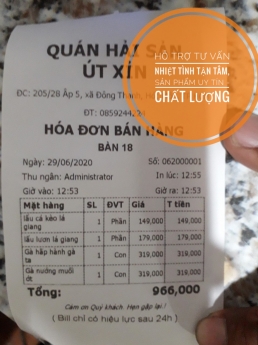 QUÁN HẢI SẢN
ÚT XÍN
ĐC: 205/28 Ấp 5, xã Đông Thạnh,
ĐT: 0859244
HỖ TRỢ TƯ VẤN
NHIỆT TÌNH TẬN TÂM,
SẢN PHẨM UY TÍN -
CHẤT LƯỢNG
HÓA ĐƠN BÁN HÀNG
BÀN 18
Ngày: 29/06/2020 Số: 062000001
Thu ngân: Administrator In lúc: 12:55
Giờ vào: 12:53 Giờ ra: 12:53
Mặt hàng SL ĐVT Giá T tiền
lẩu cá kèo lá giang 1 Phần 149,000 149,000
lẩu lươn lá giang 1 Phần 179,000 179,000
Gà hấp hành gà ta 1 Con 319,000 319,000
Gà nướng muối ớt 1 Con 319,000 319,000
Tổng: 966,000
Cảm ơn Quý khách. Hẹn gặp lại!
( Bill chỉ có hiệu lực sau 24h )